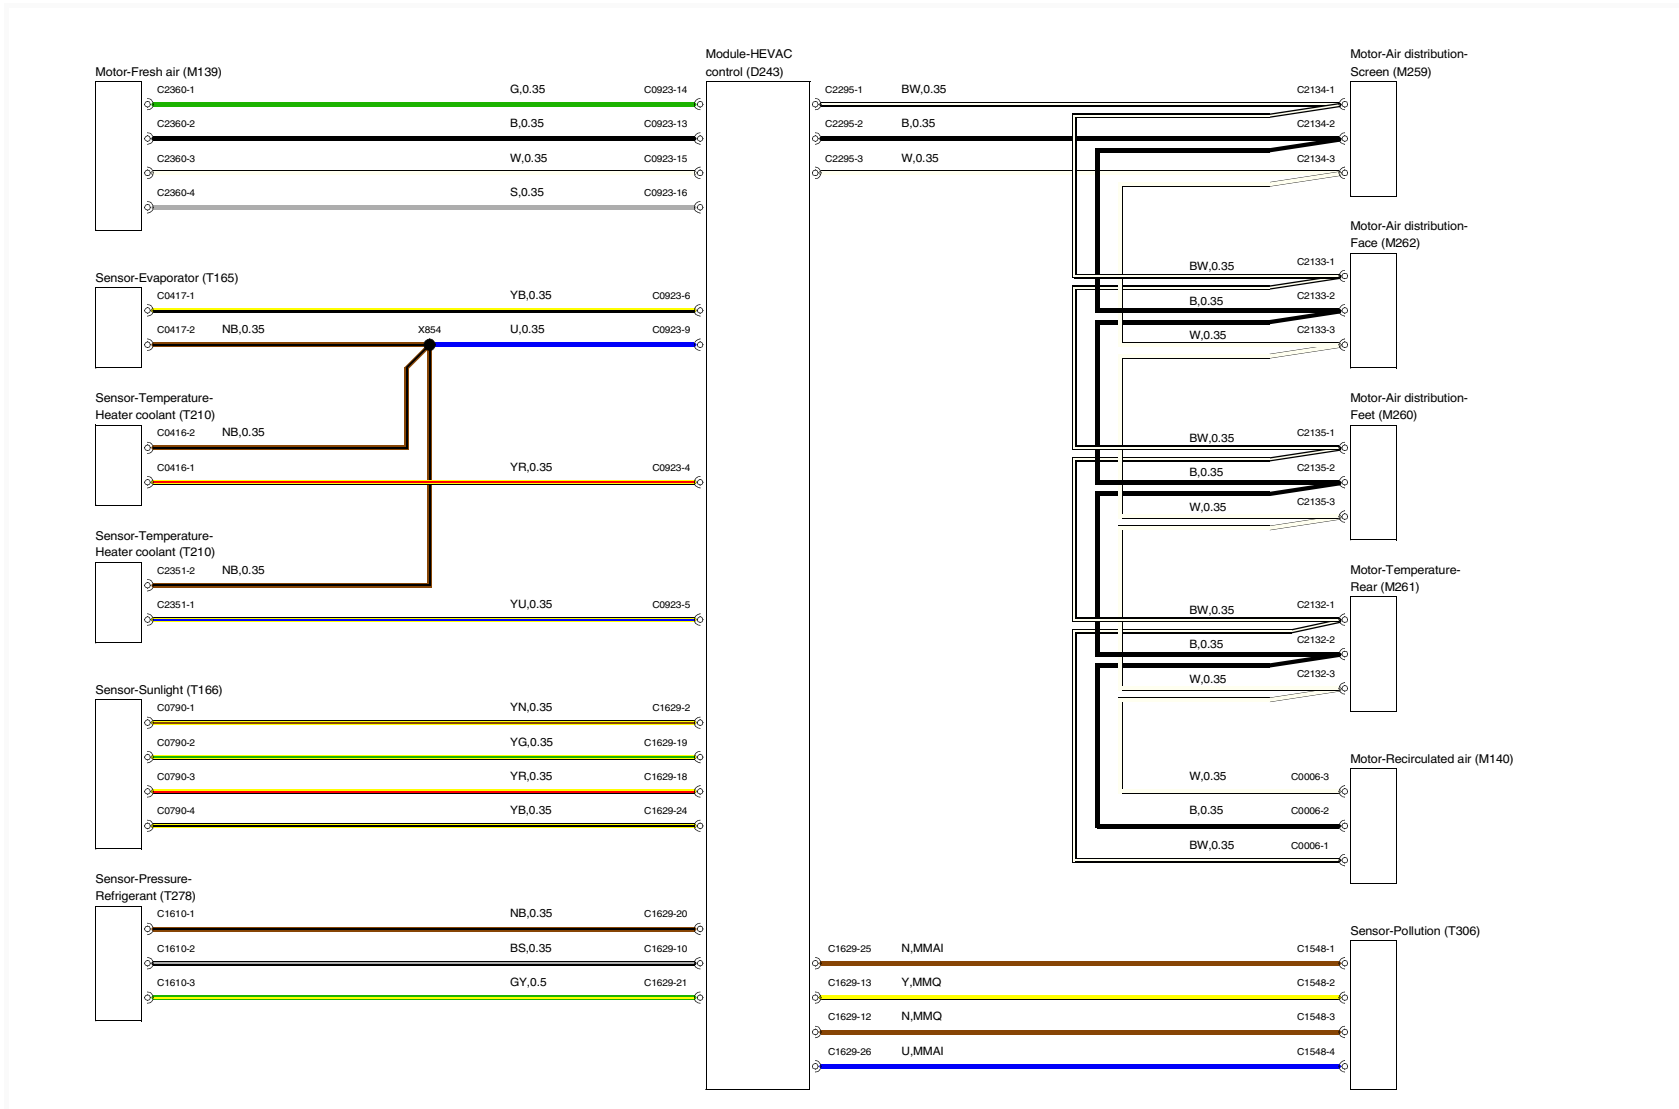 Motor-Fresh air (M139)
C2360-1 G,0.35 C0923-14
C2360-2 B,0.35 C0923-13
C2360-3 W,0.35 C0923-15
C2360-4 S,0.35 C0923-16
Sensor-Evaporator (T165)
C0417-1 YB,0.35 C0923-6
C0417-2 NB,0.35 X854 U,0.35 C0923-9
Sensor-Temperature-
Heater coolant (T210)
C0416-2 NB,0.35
C0416-1 YR,0.35 C0923-4
Sensor-Temperature-
Heater coolant (T210)
C2351-2 NB,0.35
C2351-1 YU,0.35 C0923-5
Sensor-Sunlight (T166)
C0790-1 YN,0.35 C1629-2
C0790-2 YG,0.35 C1629-19
C0790-3 YR,0.35 C1629-18
C0790-4 YB,0.35 C1629-24
Sensor-Pressure-
Refrigerant (T278)
C1610-1 NB,0.35 C1629-20
C1610-2 BS,0.35 C1629-10
C1610-3 GY,0.5 C1629-21
Module-HEVAC
control (D243)
C2295-1 BW,0.35 C2134-1
C2295-2 B,0.35 C2134-2
C2295-3 W,0.35 C2134-3
Motor-Air distribution-
Screen (M259)
Motor-Air distribution-
Face (M262)
BW,0.35 C2133-1
B,0.35 C2133-2
W,0.35 C2133-3
Motor-Air distribution-
Feet (M260)
BW,0.35 C2135-1
B,0.35 C2135-2
W,0.35 C2135-3
Motor-Temperature-
Rear (M261)
BW,0.35 C2132-1
B,0.35 C2132-2
W,0.35 C2132-3
Motor-Recirculated air (M140)
W,0.35 C0006-3
B,0.35 C0006-2
BW,0.35 C0006-1
Sensor-Pollution (T306)
C1629-25 N,MMAI C1548-1
C1629-13 Y,MMQ C1548-2
C1629-12 N,MMQ C1548-3
C1629-26 U,MMAI C1548-4